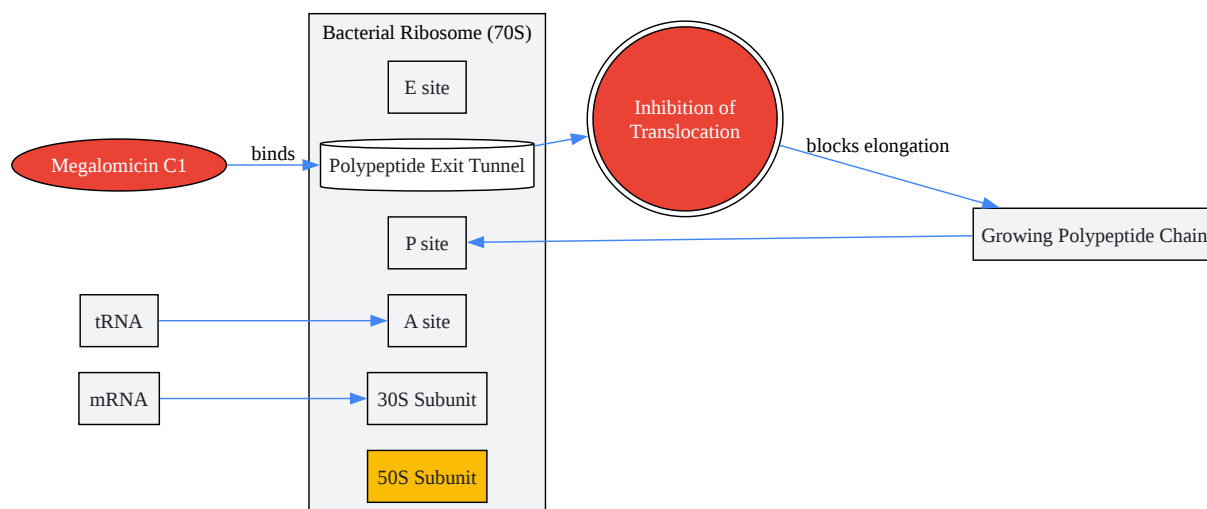 Bacterial Ribosome (70S)
E site
Megalomicin C1
binds
Polypeptide Exit Tunnel
Inhibition of
Translocation
blocks elongation
P site
Growing Polypeptide Chain
tRNA
A site
mRNA
30S Subunit
50S Subunit